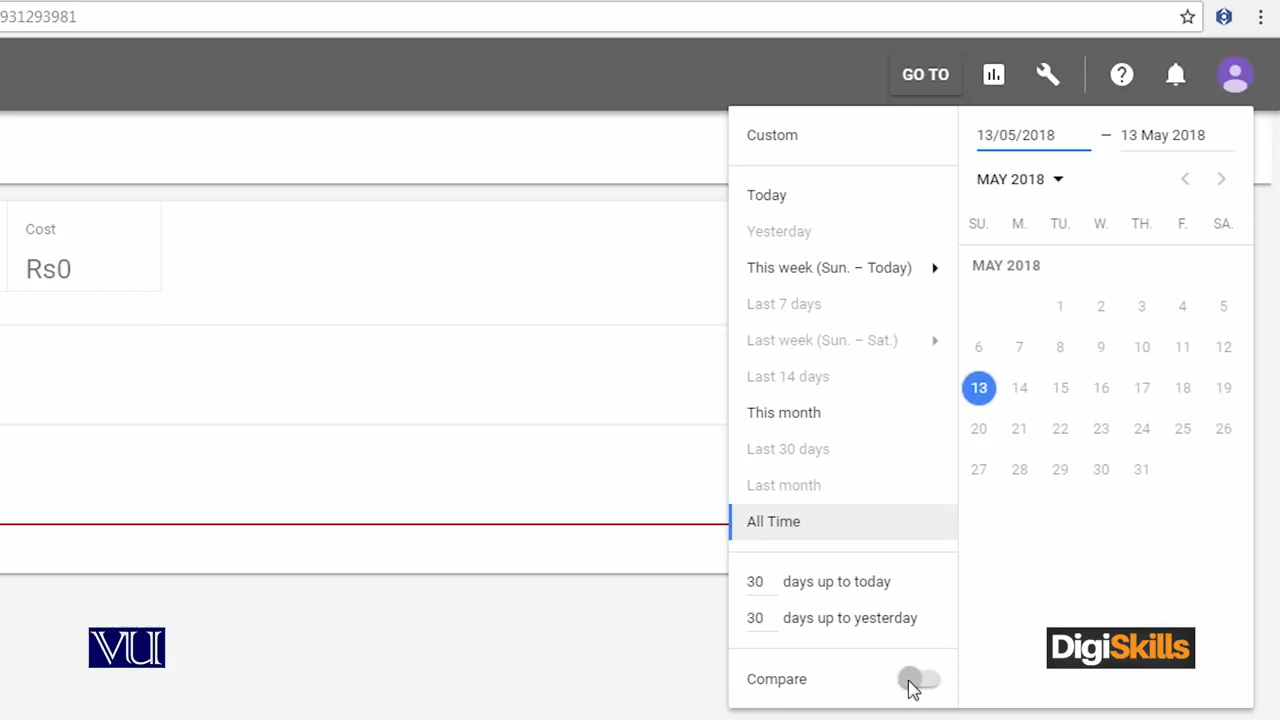 931293981
GO TO
Cost
Rs0
Custom
Today
Yesterday
This week (Sun. – Today)
Last 7 days
Last week (Sun. – Sat.)
Last 14 days
This month
Last 30 days
Last month
All Time
30 days up to today
30 days up to yesterday
Compare
13/05/2018 – 13 May 2018
MAY 2018
SU. M. TU. W. TH. F. SA.
MAY 2018
1 2 3 4 5
6 7 8 9 10 11 12
13 14 15 16 17 18 19
20 21 22 23 24 25 26
27 28 29 30 31
VU
DigiSkills